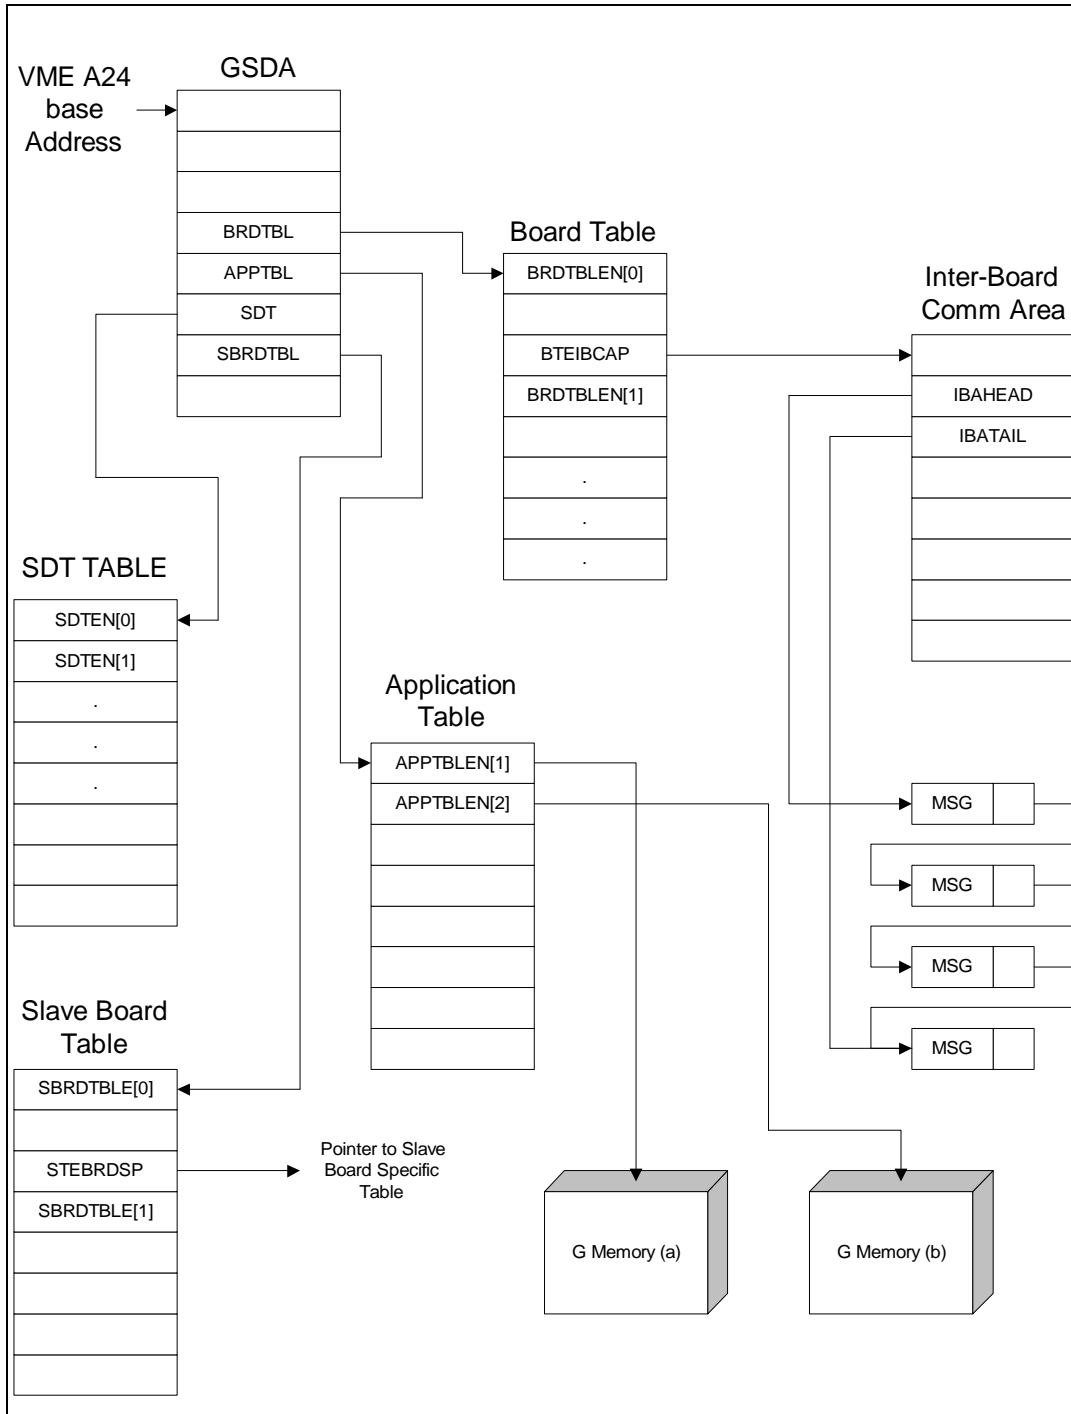 GSDA
VME A24
base
Address
BRDTBL
APPTBL
SDT
SBRDTBL
Board Table
BRDTBLEN[0]
BTEIBCAP
BRDTBLEN[1]
.
.
.
Inter-Board
Comm Area
IBAHEAD
IBATAIL
SDT TABLE
SDTEN[0]
SDTEN[1]
.
.
.
Application
Table
APPTBLEN[1]
APPTBLEN[2]
MSG
MSG
MSG
MSG
Slave Board
Table
SBRDTBLE[0]
STEBRDSP
SBRDTBLE[1]
Pointer to Slave
Board Specific
Table
G Memory (a)
G Memory (b)